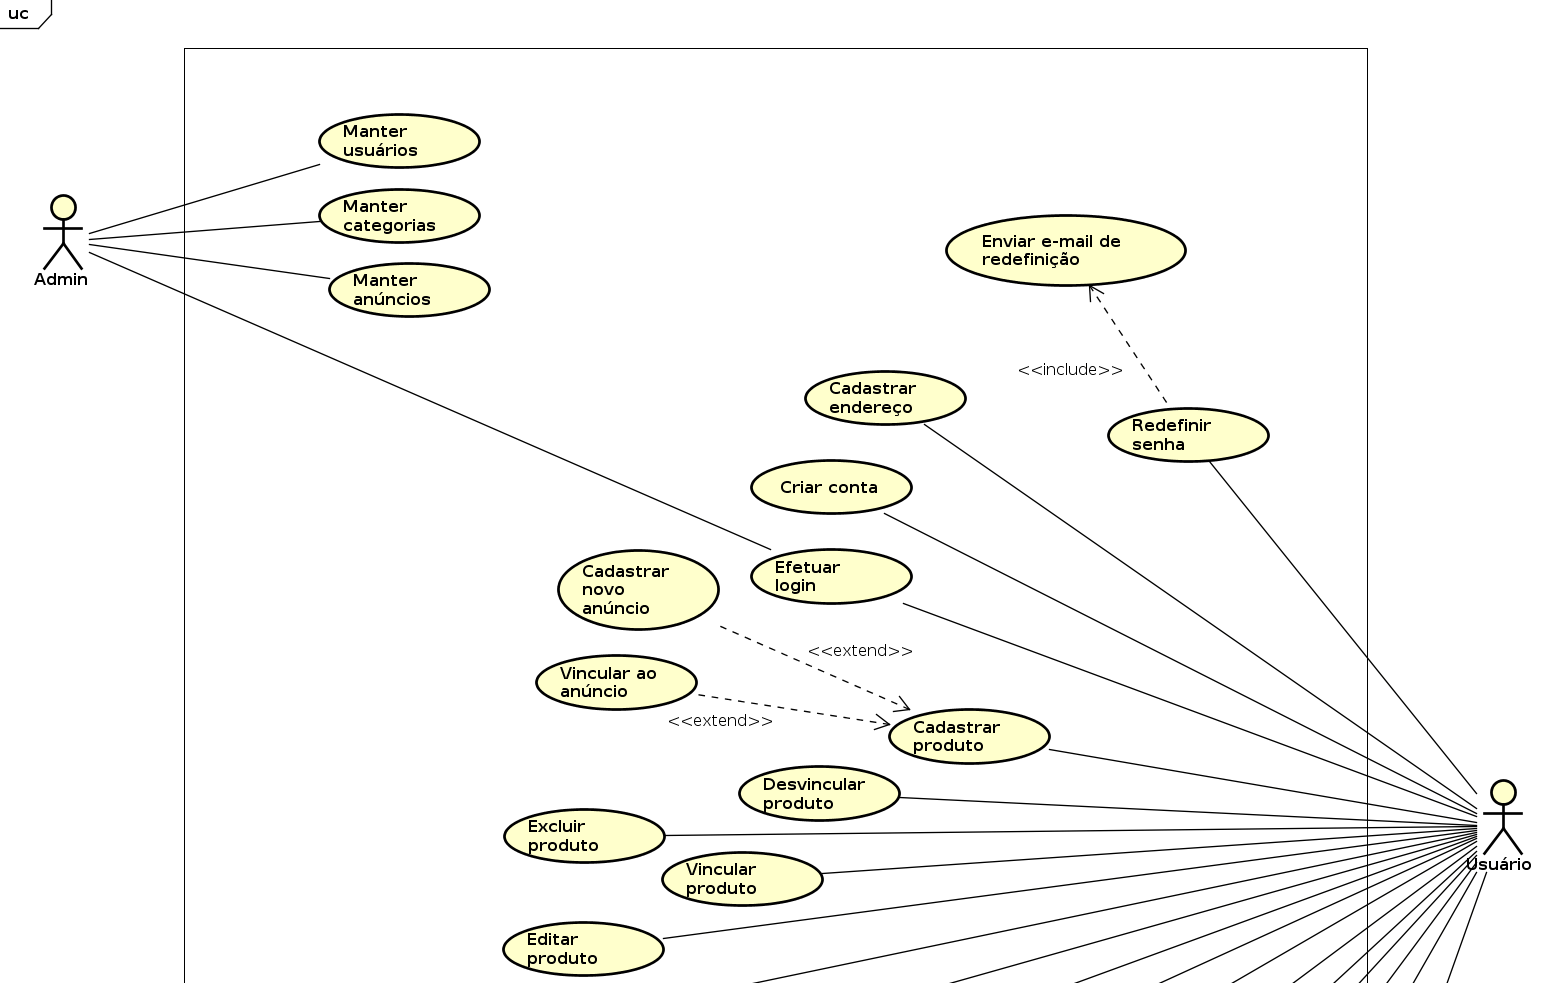 uc
Manter
usuários
Manter
categorias
Admin
Manter
anúncios
Enviar e-mail de
redefinição
<<include>>
Cadastrar
endereço
Redefinir
senha
Criar conta
Efetuar
login
Cadastrar
novo
anúncio
<<extend>>
Vincular ao
anúncio
<<extend>>
Cadastrar
produto
Desvincular
produto
Excluir
produto
Vincular
produto
Usuário
Editar
produto